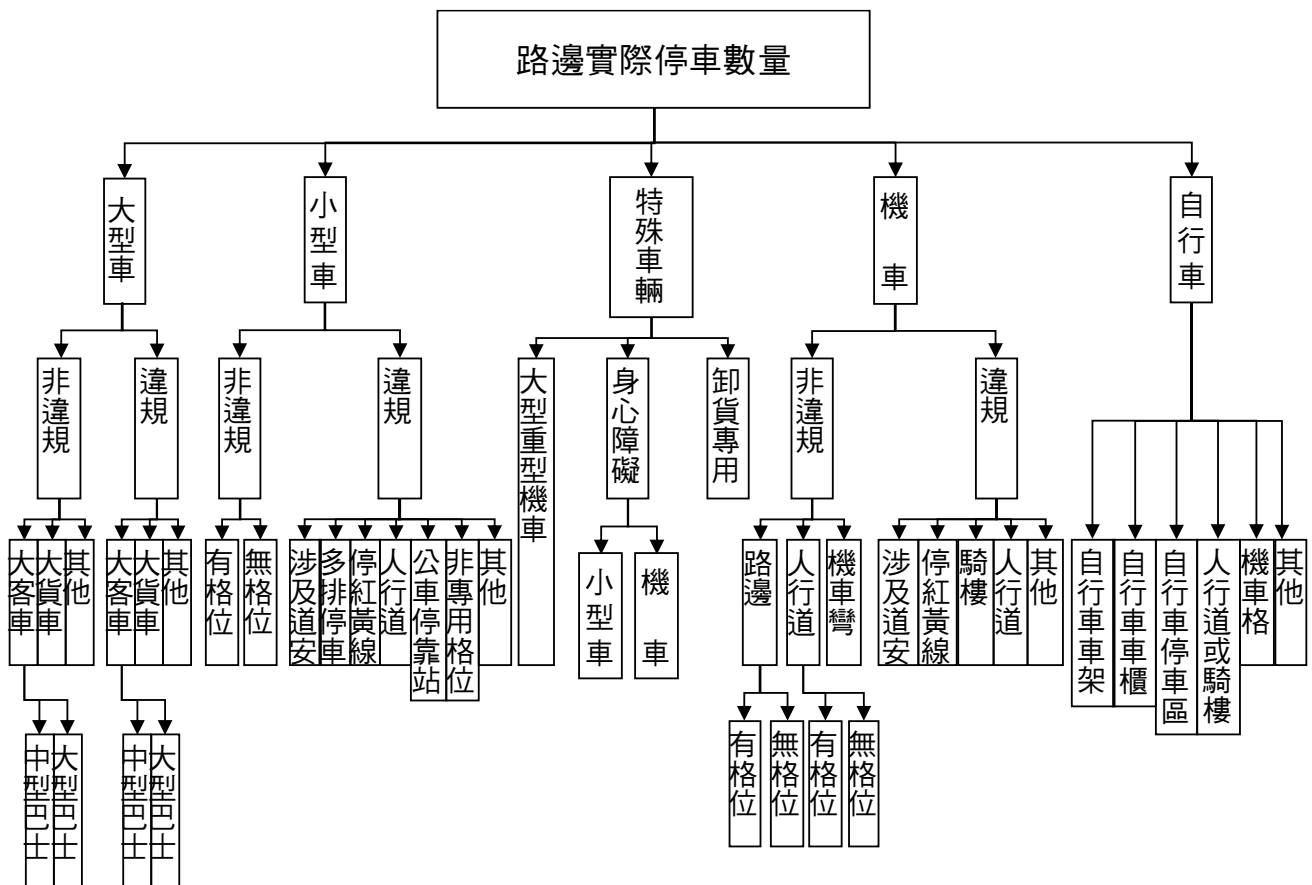 路邊實際停車數量
大型車
小型車
特殊車輛
機車
自行車
非違規
違規
非違規
違規
大型重型機車
身心障礙
卸貨專用
非違規
違規
大客車
大貨車
其他
大客車
大貨車
其他
有格位
無格位
涉及道安
多排停車
停紅黃線
人行道
公車停靠站
非專用格位
其他
小型車
機車
路邊
人行道
機車彎
涉及道安
停紅黃線
騎樓
人行道
其他
自行車車架
自行車車櫃
自行車停車區
人行道或騎樓
機車格
其他
中型巴士
大型巴士
中型巴士
大型巴士
有格位
無格位
有格位
無格位